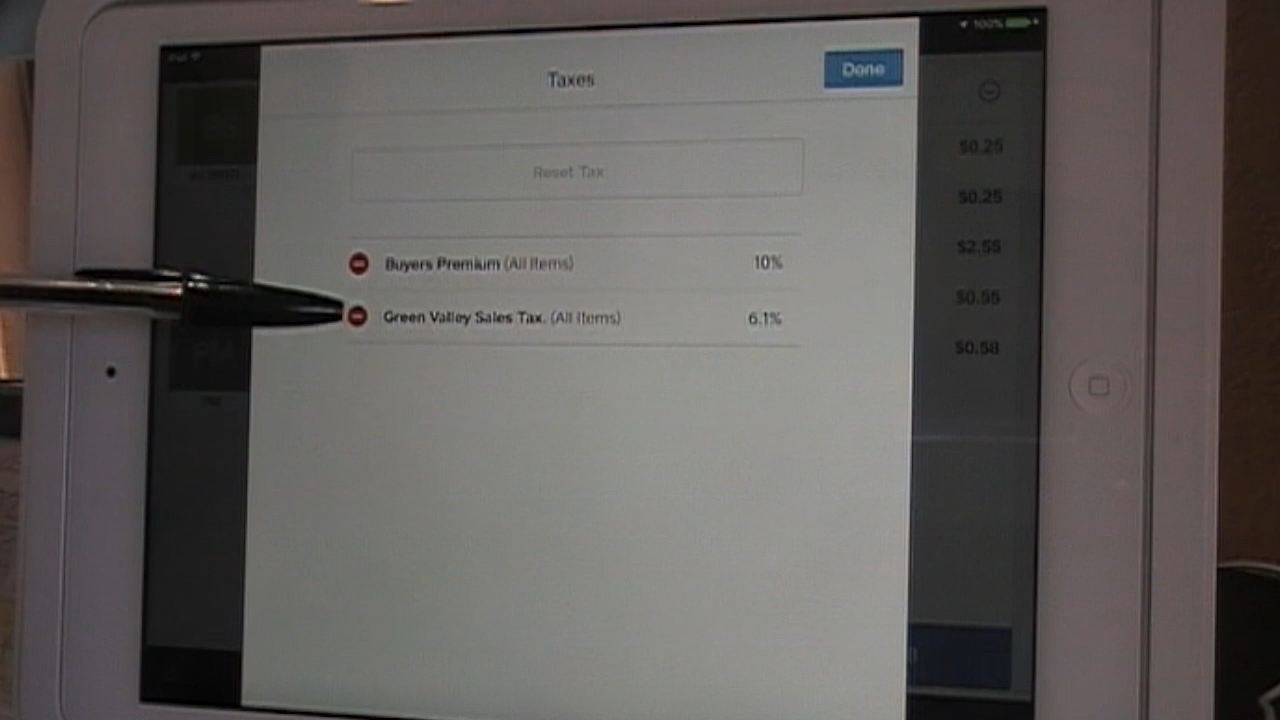 iPad
100%
Taxes
Done
Reset Tax
$0.25
$0.25
Buyers Premium (All Items) 10%
$2.55
Green Valley Sales Tax. (All Items) 6.1%
$0.55
$0.58